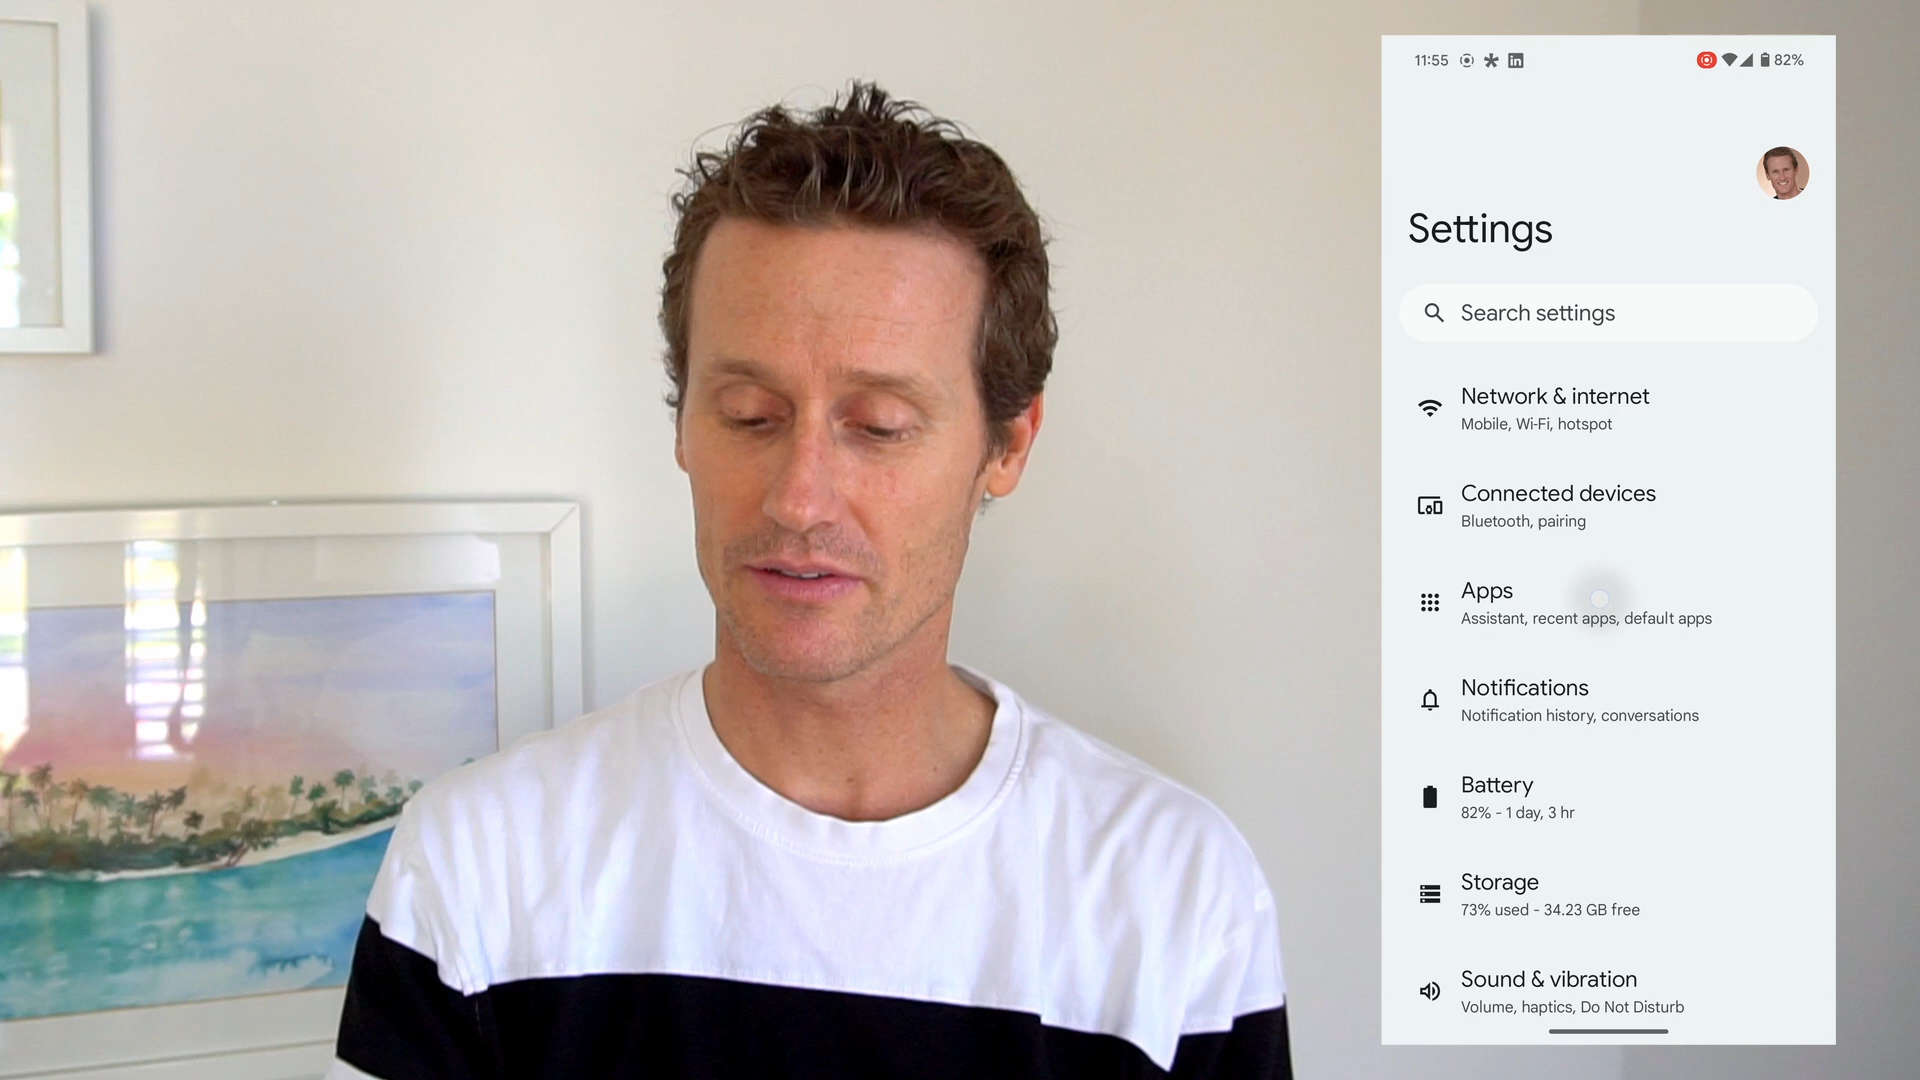 11:55 82%
Settings
Search settings
Network & internet
Mobile, Wi-Fi, hotspot
Connected devices
Bluetooth, pairing
Apps
Assistant, recent apps, default apps
Notifications
Notification history, conversations
Battery
82% - 1 day, 3 hr
Storage
73% used - 34.23 GB free
Sound & vibration
Volume, haptics, Do Not Disturb